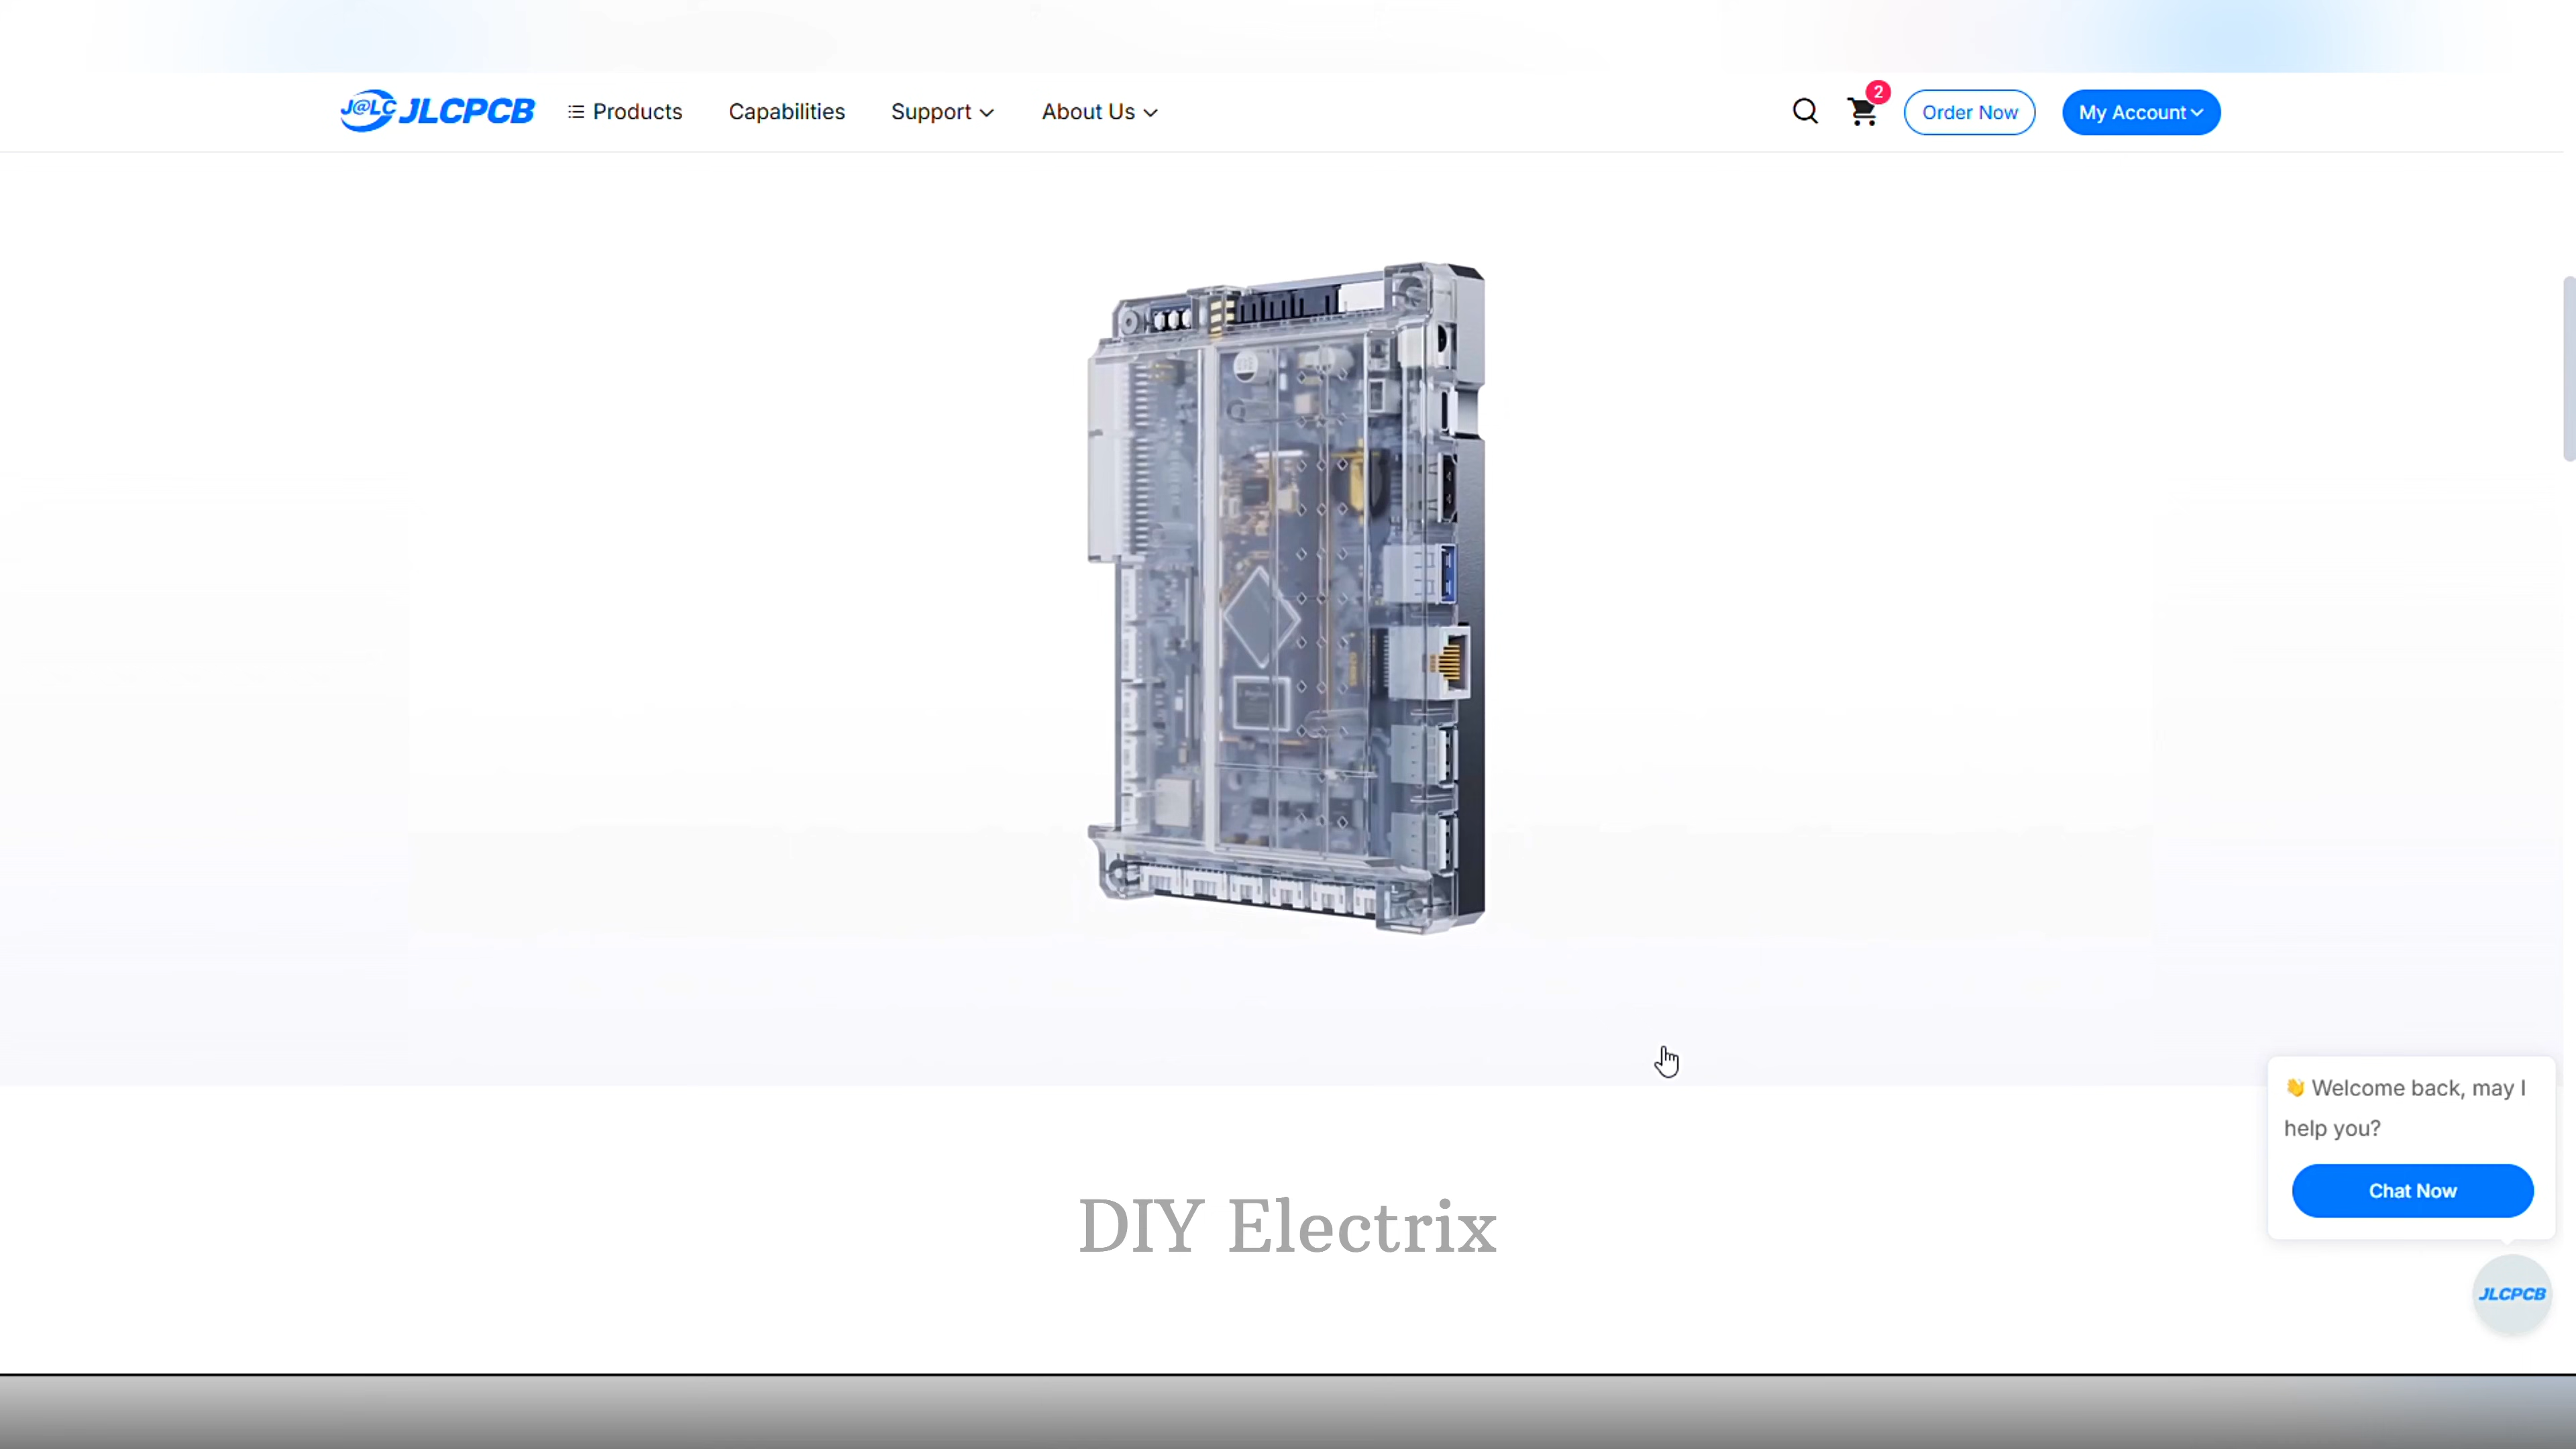 J@LC JLCPCB Products Capabilities Support About Us 2 Order Now My Account
👋 Welcome back, may I
help you?
Chat Now
DIY Electrix
JLCPCB